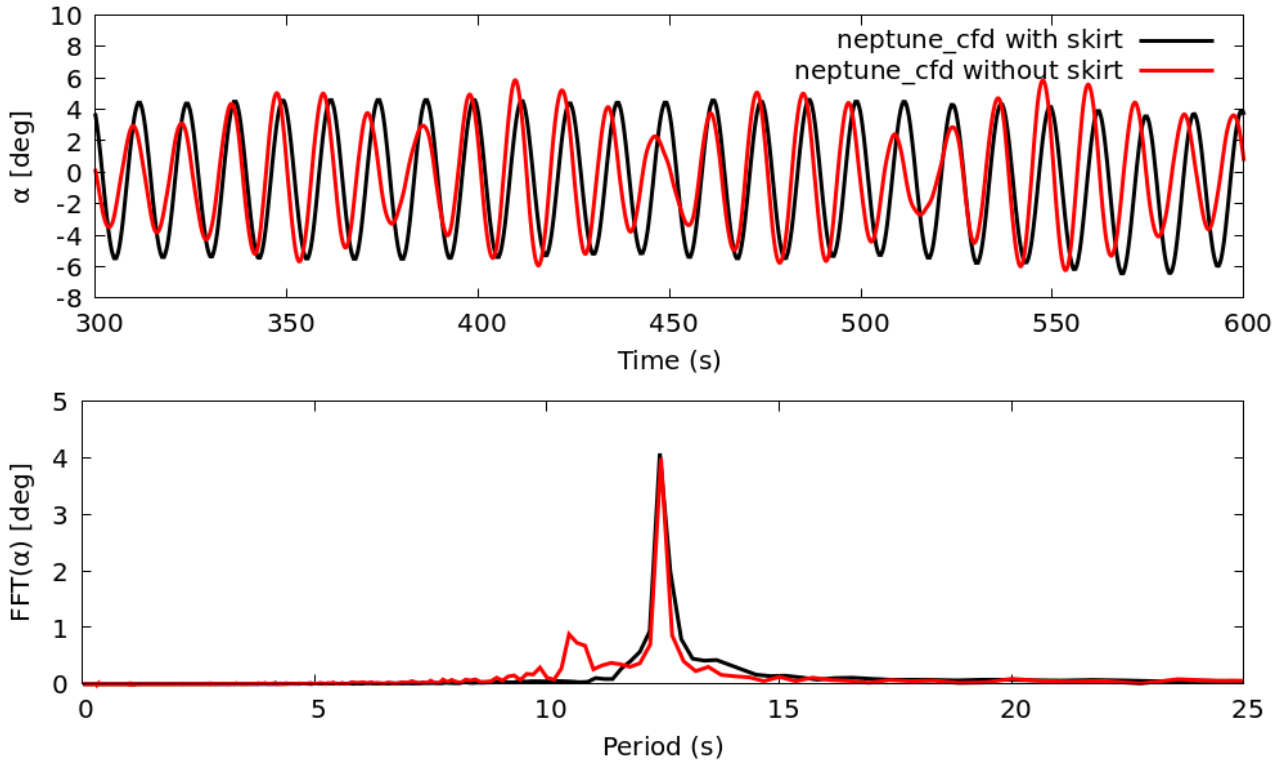 10
8
6
4
2
0
-2
-4
-6
-8
α [deg]
neptune_cfd with skirt
neptune_cfd without skirt
300 350 400 450 500 550 600
Time (s)
5
4
3
2
1
0
FFT(α) [deg]
0 5 10 15 20 25
Period (s)